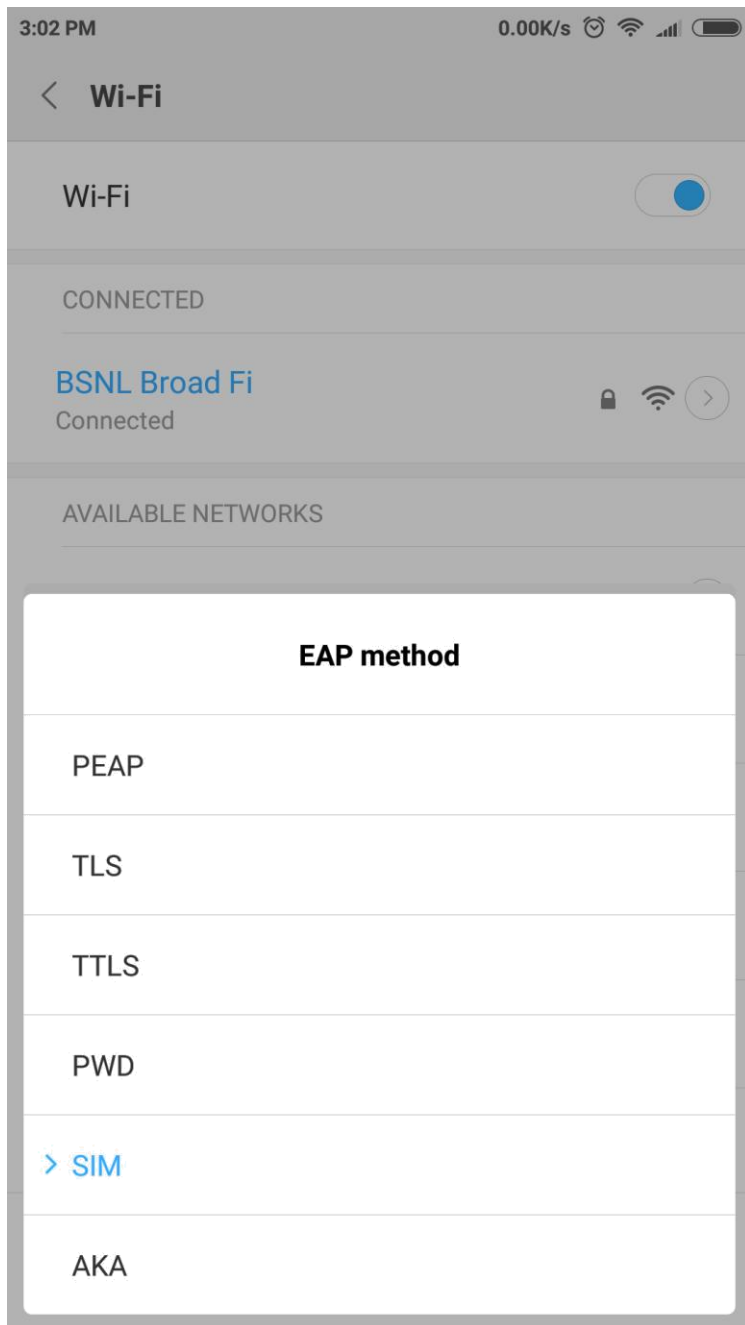 3:02 PM 0.00K/s
Wi-Fi
Wi-Fi
CONNECTED
BSNL Broad Fi
Connected
AVAILABLE NETWORKS
EAP method
PEAP
TLS
TTLS
PWD
SIM
AKA